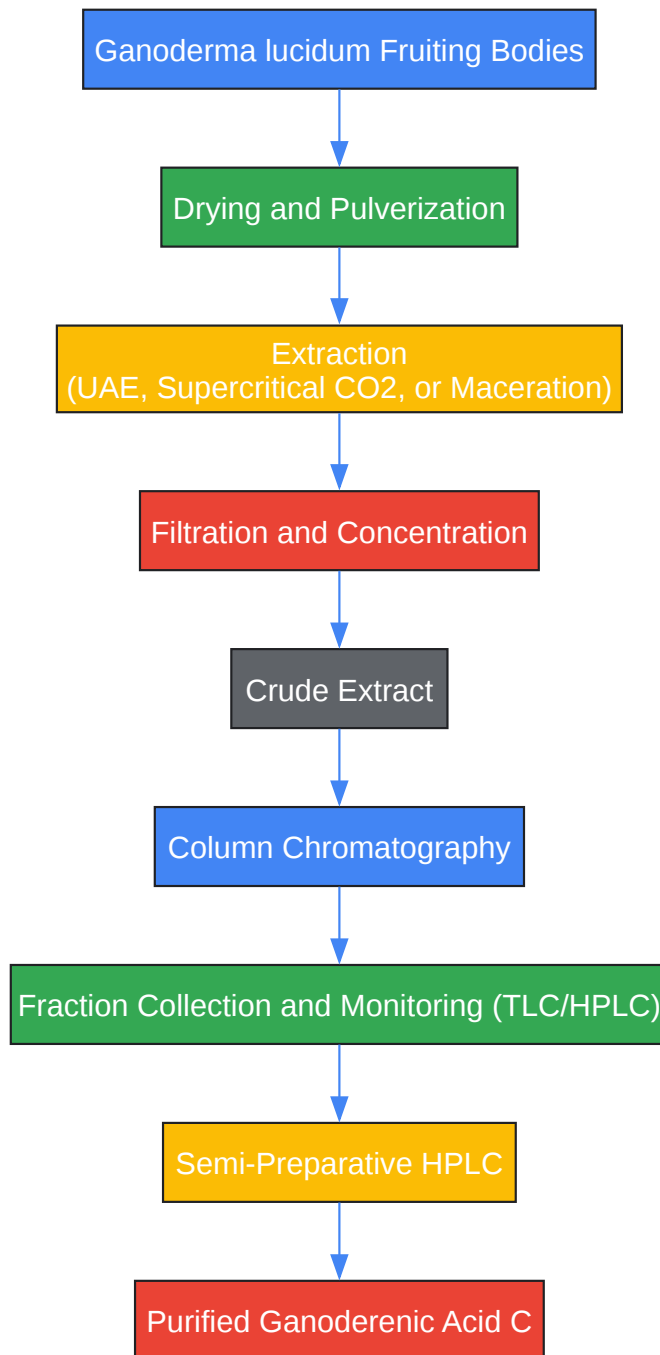 Ganoderma lucidum Fruiting Bodies
Drying and Pulverization
Extraction
(UAE, Supercritical CO2, or Maceration)
Filtration and Concentration
Crude Extract
Column Chromatography
Fraction Collection and Monitoring (TLC/HPLC)
Semi-Preparative HPLC
Purified Ganoderenic Acid C